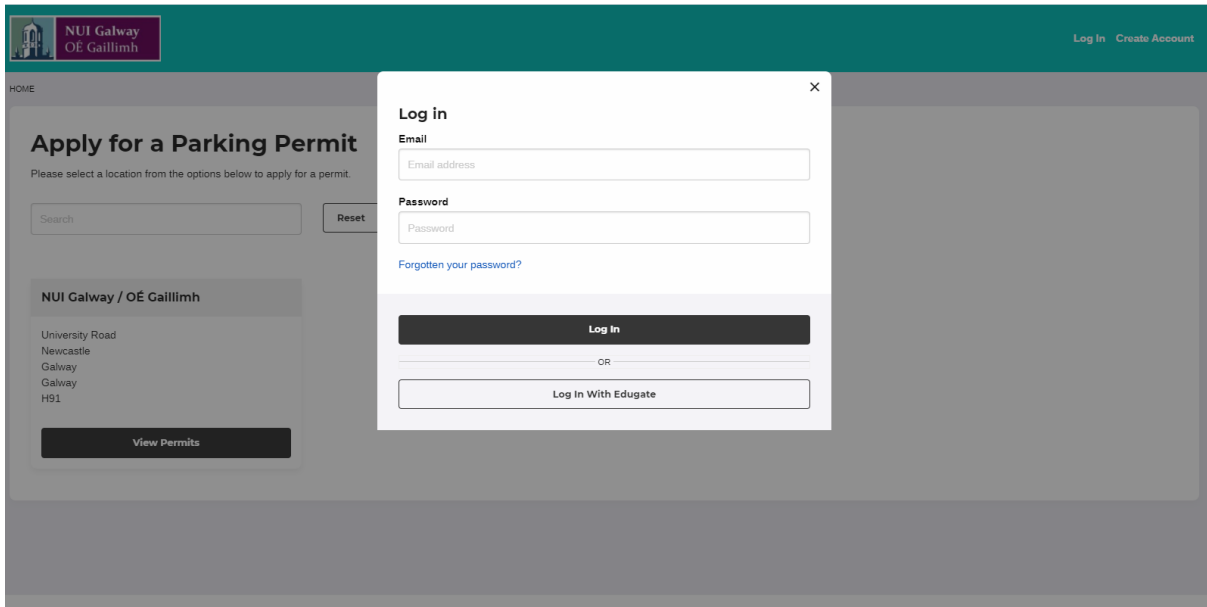 NUI Galway
OÉ Gaillimh
Log In Create Account
HOME
Apply for a Parking Permit
Please select a location from the options below to apply for a permit.
Search
Reset
NUI Galway / OÉ Gaillimh
University Road
Newcastle
Galway
Galway
H91
View Permits
Log in
Email
Email address
Password
Password
Forgotten your password?
Log In
OR
Log In With Edugate